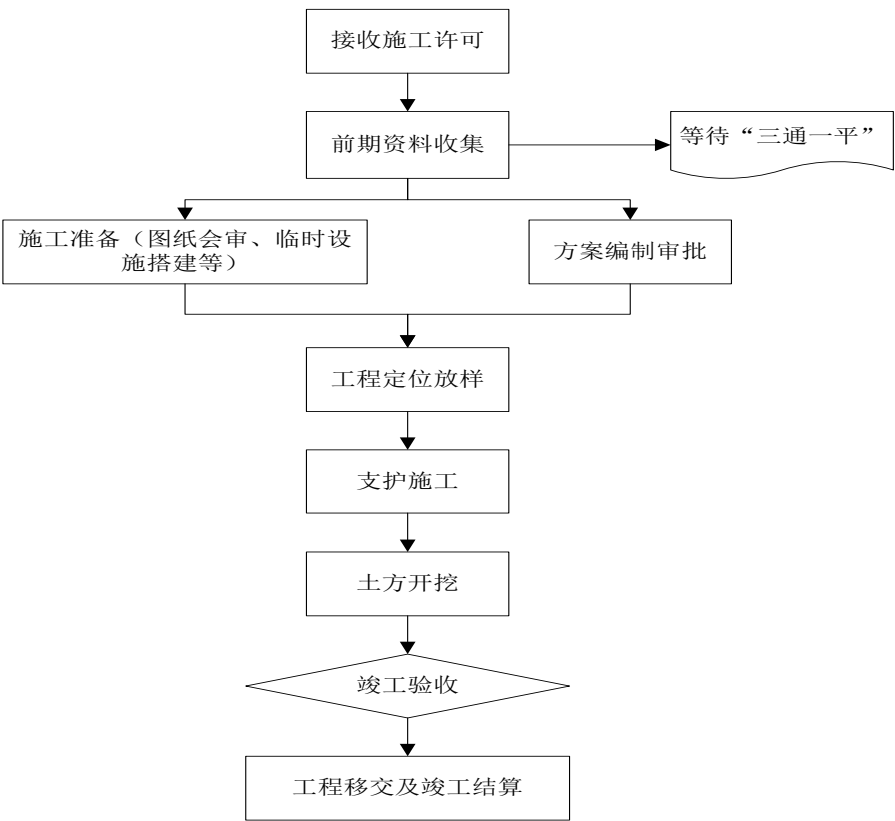 接收施工许可
前期资料收集
等待“三通一平”
施工准备（图纸会审、临时设
施搭建等）
方案编制审批
工程定位放样
支护施工
土方开挖
竣工验收
工程移交及竣工结算